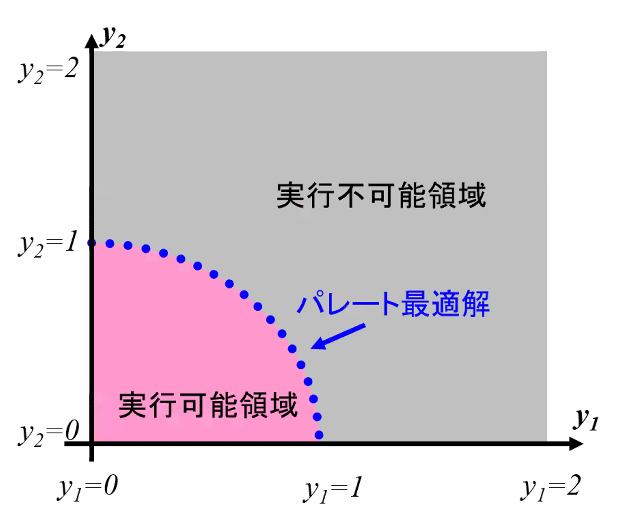 y2
y2=2
実行不可能領域
y2=1
パレート最適解
実行可能領域
y2=0
y1
y1=0
y1=1
y1=2